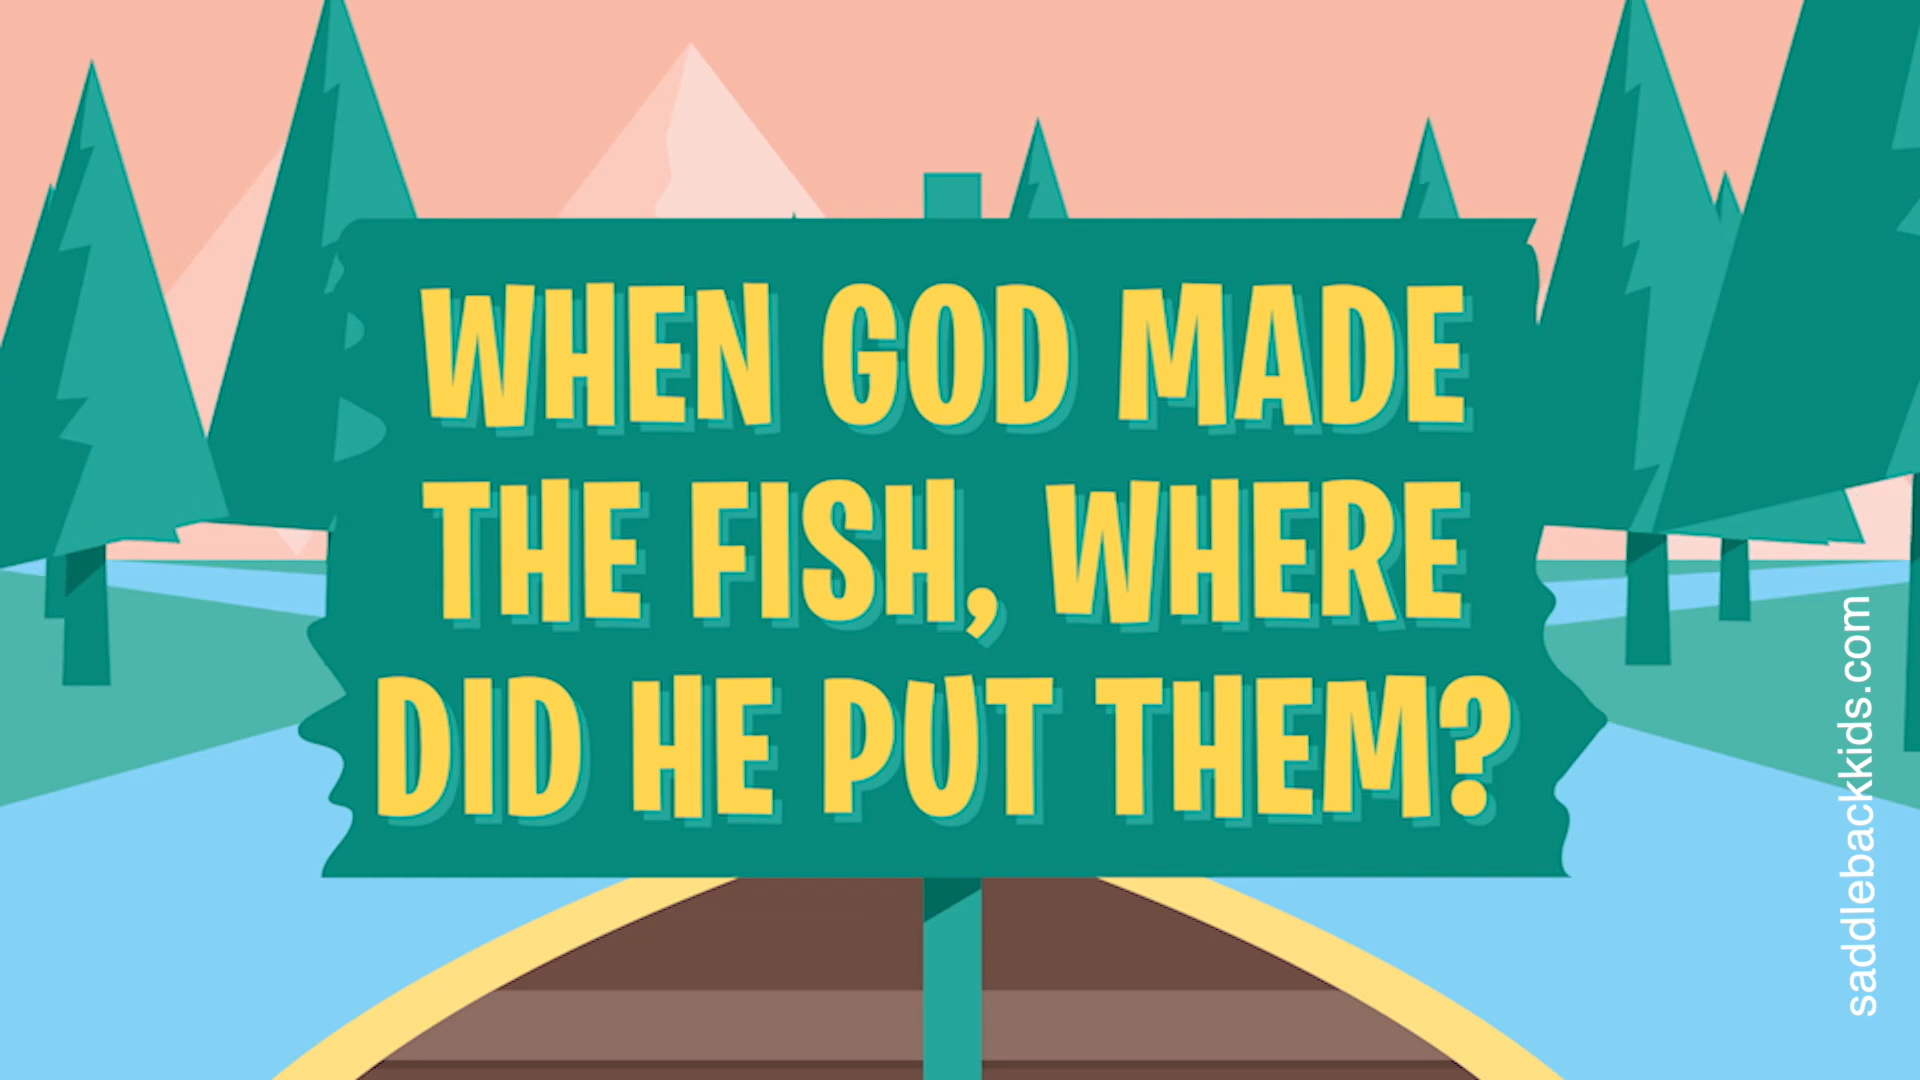 WHEN GOD MADE
THE FISH, WHERE
DID HE PUT THEM?
saddlebackkids.com